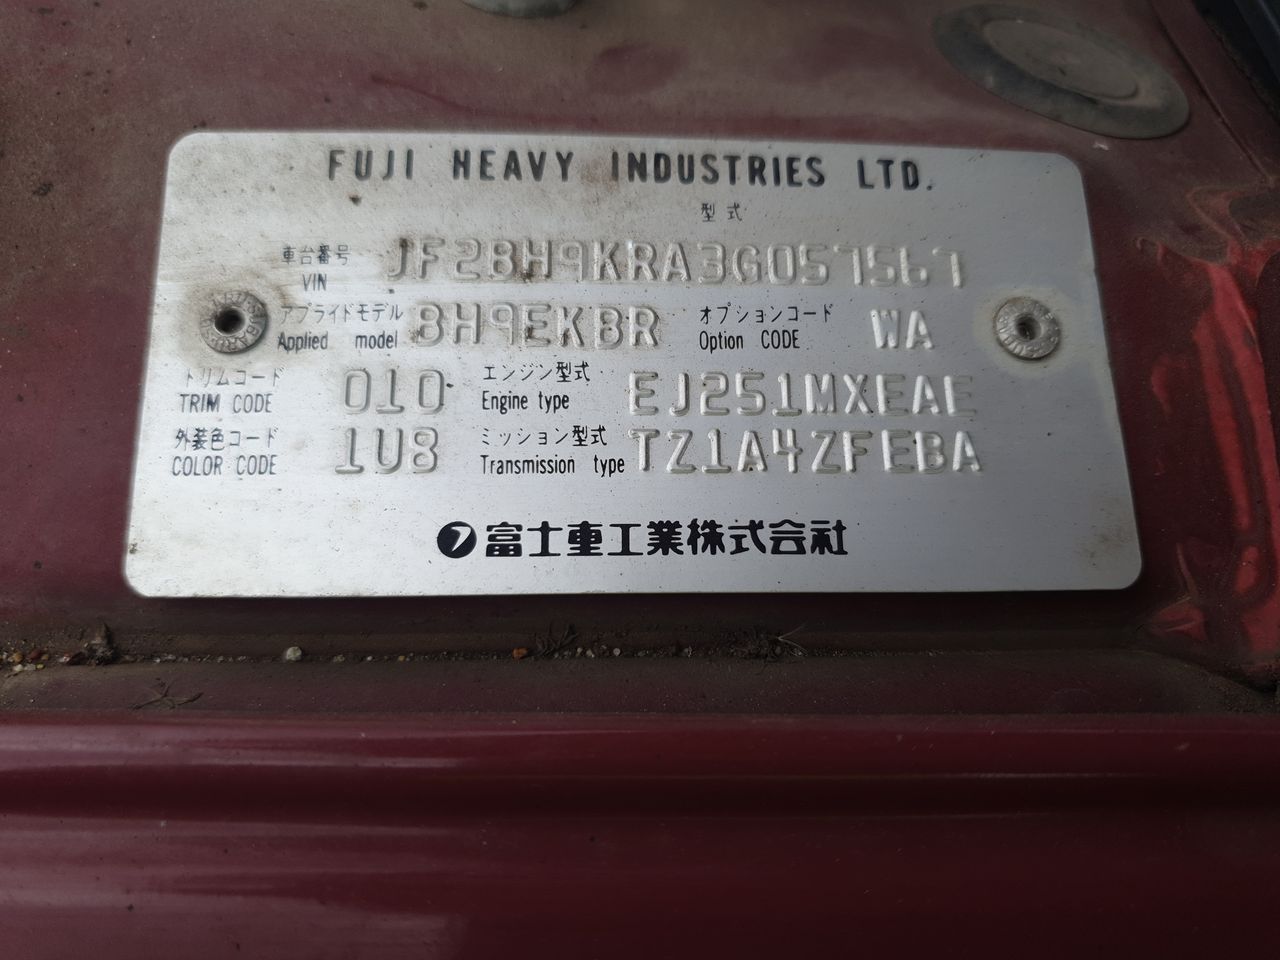 FUJI HEAVY INDUSTRIES LTD.
型式
車台番号 VIN JF2BH9KRA3G057567
アプライドモデル Applied model BH9EKBR オプションコード Option CODE WA
トリムコード TRIM CODE 010 エンジン型式 Engine type EJ251MXEAE
外装色コード COLOR CODE 1U8 ミッション型式 Transmission type TZ1A4ZFEBA
富士重工業株式会社